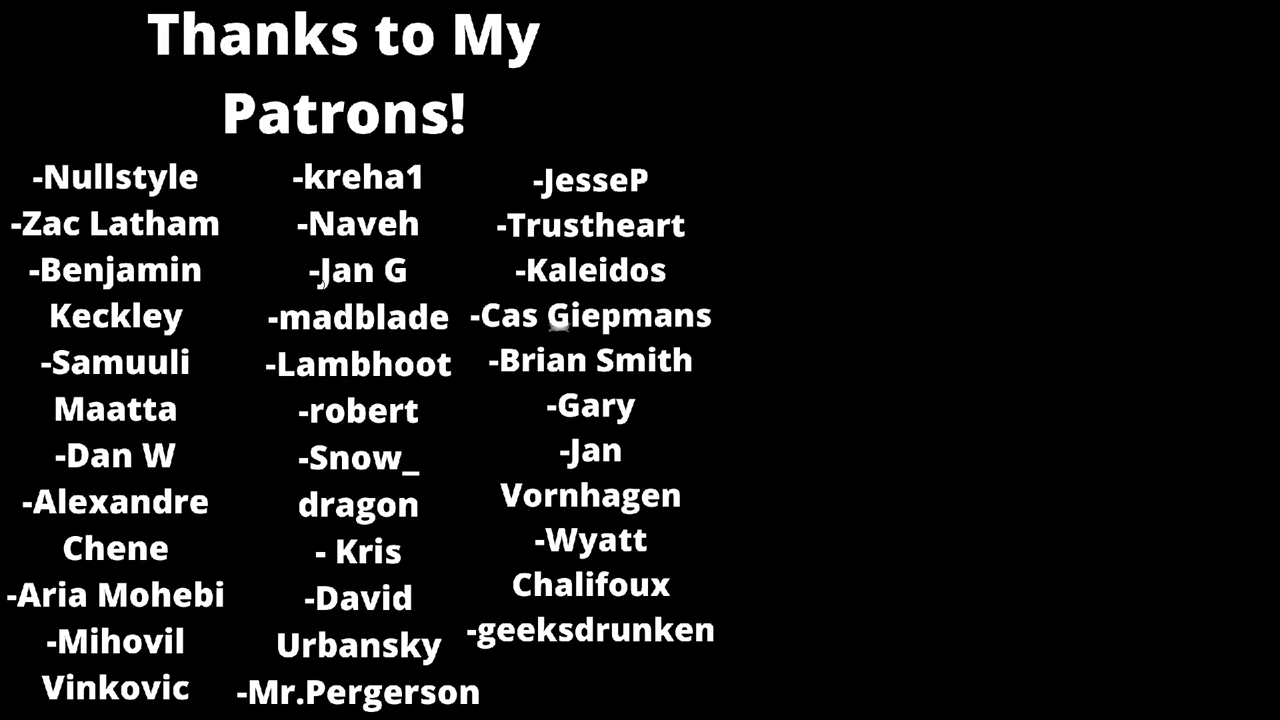 Thanks to My
Patrons!
-Nullstyle
-Zac Latham
-Benjamin
Keckley
-Samuuli
Maatta
-Dan W
-Alexandre
Chene
-Aria Mohebi
-Mihovil
Vinkovic
-kreha1
-Naveh
-Jan G
-madblade
-Lambhoot
-robert
-Snow_
dragon
- Kris
-David
Urbansky
-Mr.Pergerson
-JesseP
-Trustheart
-Kaleidos
-Cas Giepmans
-Brian Smith
-Gary
-Jan
Vornhagen
-Wyatt
Chalifoux
-geeksdrunken